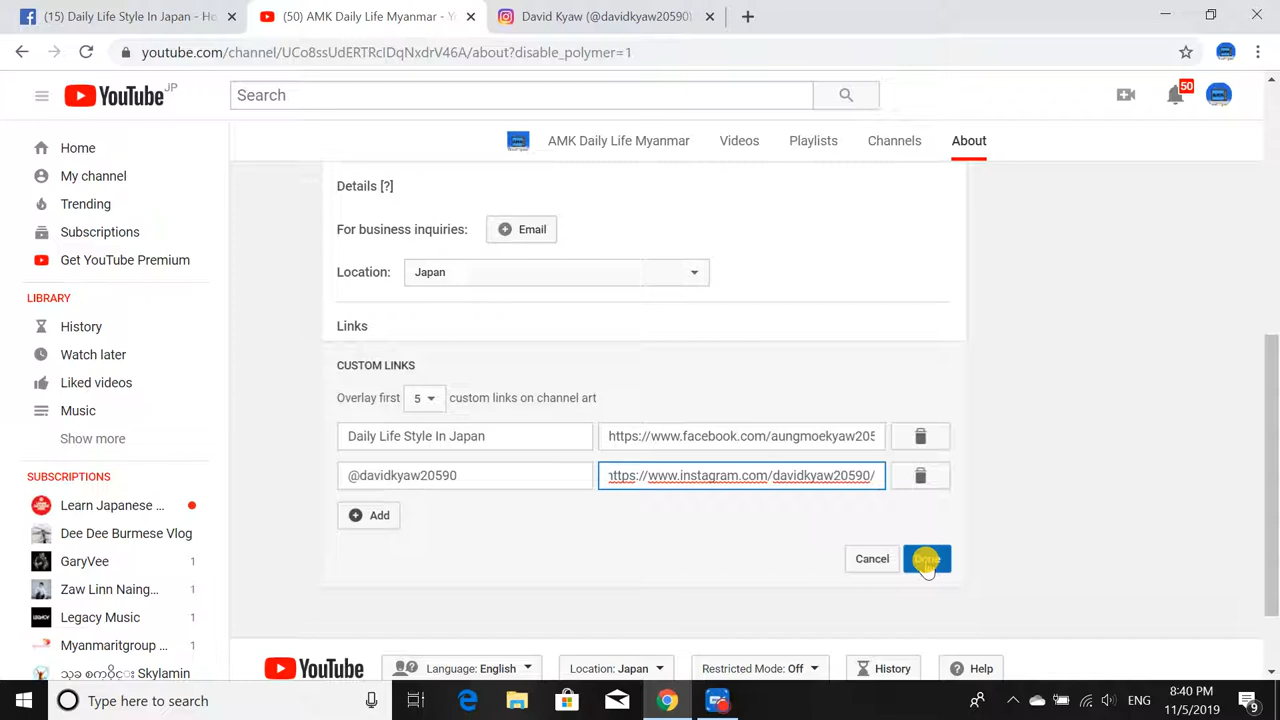 (15) Daily Life Style In Japan - Ho
(50) AMK Daily Life Myanmar - Y
David Kyaw (@davidkyaw20590)
youtube.com/channel/UCo8ssUdERTRcIDqNxdrV46A/about?disable_polymer=1
YouTube JP
Search
50
AMK Daily Life Myanmar
Videos
Playlists
Channels
About
Home
My channel
Trending
Subscriptions
Get YouTube Premium
LIBRARY
History
Watch later
Liked videos
Music
Show more
SUBSCRIPTIONS
Learn Japanese ...
Dee Dee Burmese Vlog
GaryVee 1
Zaw Linn Naing... 1
Legacy Music 1
Myanmaritgroup ... 1
Skylamin
Details [?]
For business inquiries: Email
Location: Japan
Links
CUSTOM LINKS
Overlay first 5 custom links on channel art
Daily Life Style In Japan https://www.facebook.com/aungmoekyaw205
@davidkyaw20590 https://www.instagram.com/davidkyaw20590/
Add
Cancel Done
YouTube Language: English Location: Japan Restricted Mode: Off History Help
Type here to search
ENG
8:40 PM
11/5/2019
9